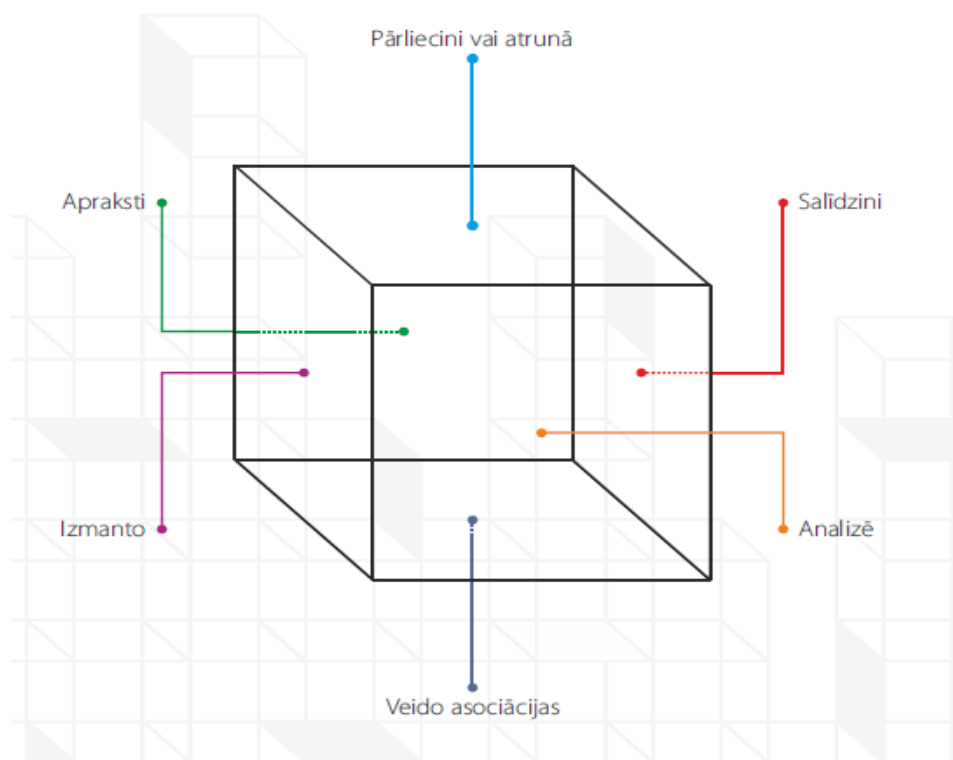 Pārliecini vai atrunā
Apraksti
Salīdzini
Izmanto
Analizē
Veido asociācijas